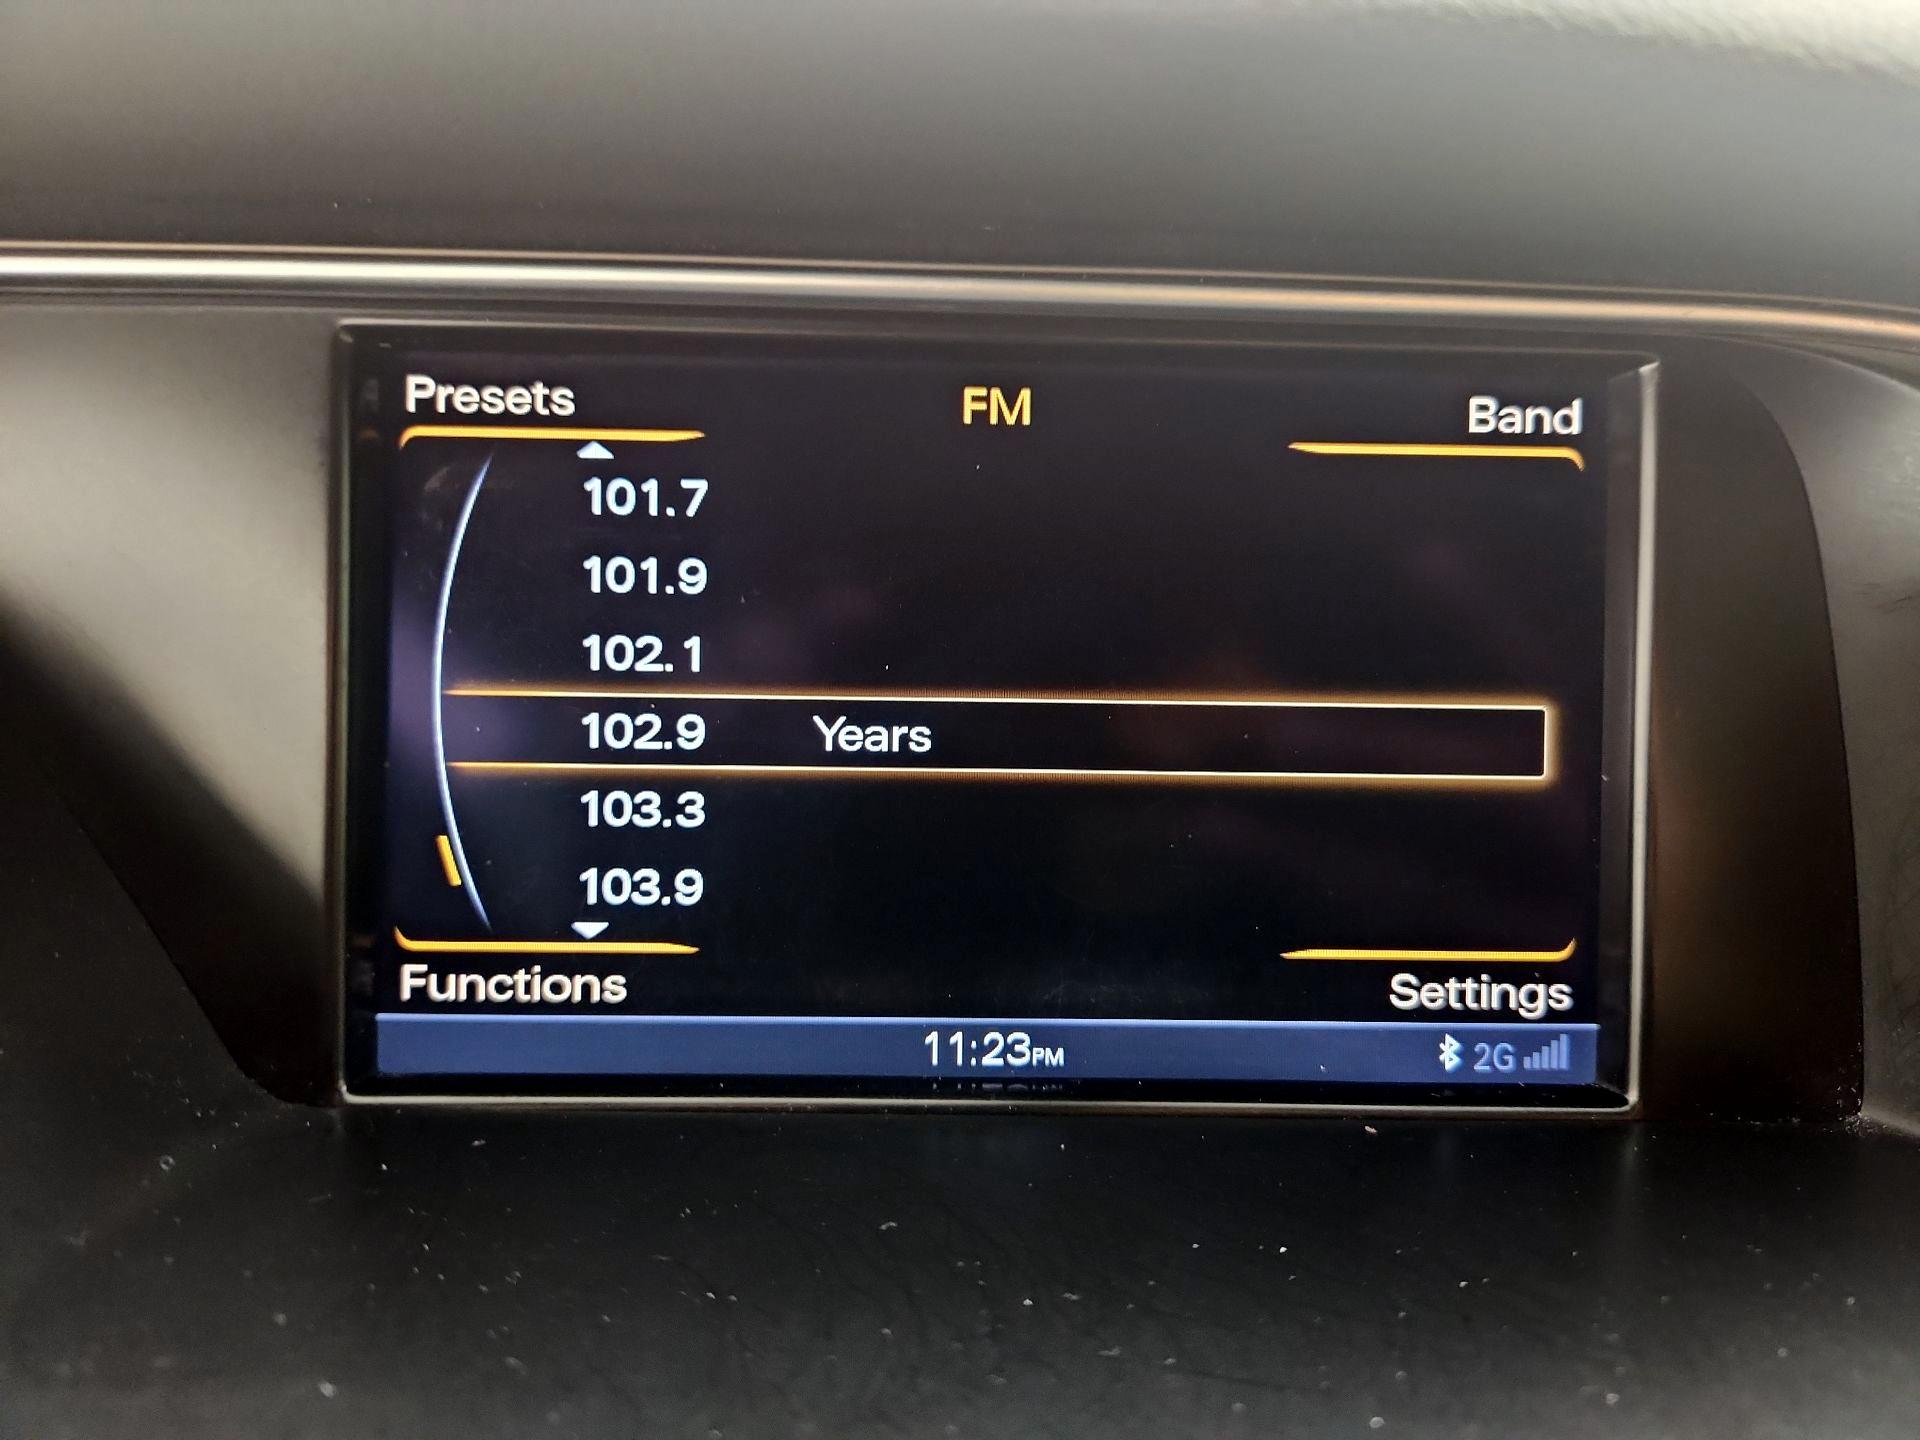 Presets FM Band
101.7
101.9
102.1
102.9 Years
103.3
103.9
Functions Settings
11:23PM 2G